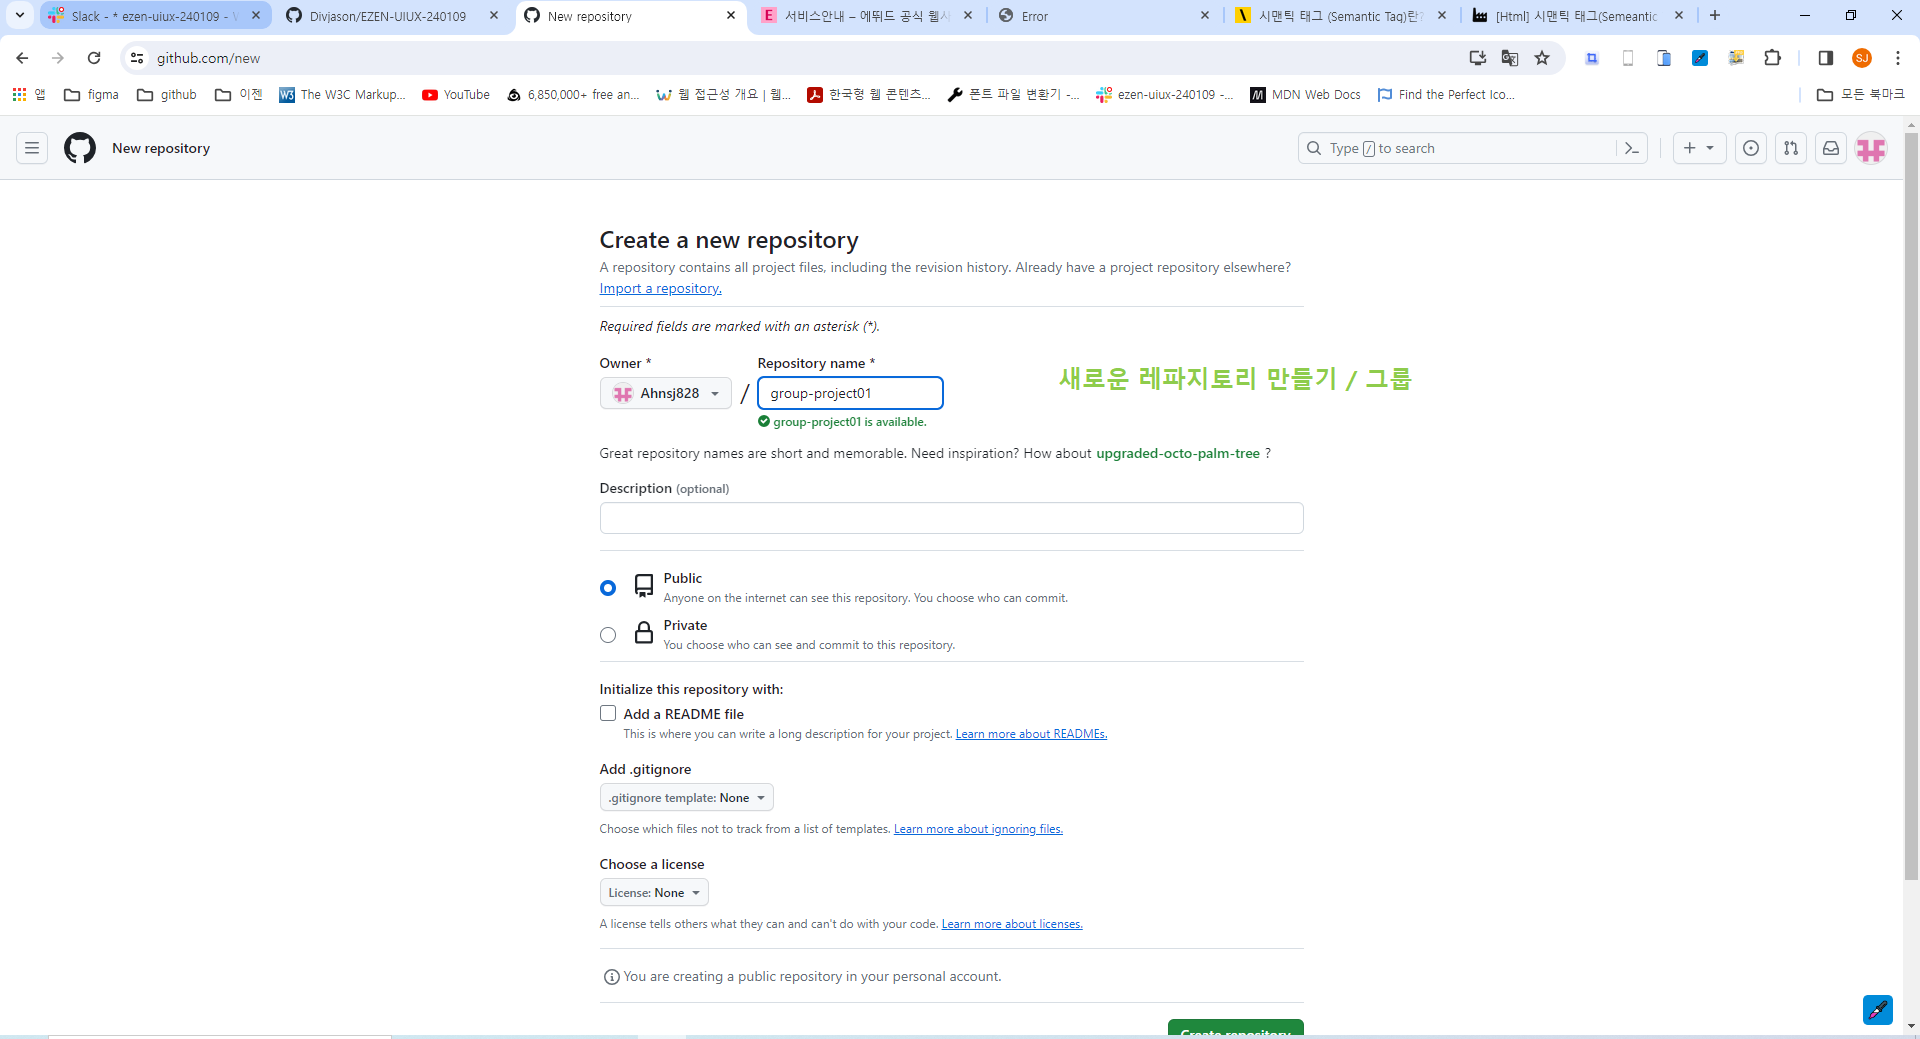 Slack - * ezen-uiux-240109 -
Divjason/EZEN-UIUX-240109
New repository
서비스안내 – 에뛰드 공식 웹사
Error
시맨틱 태그 (Semantic Tag)란?
[Html] 시맨틱 태그(Semeantic
github.com/new
앱
figma
github
이젠
The W3C Markup...
YouTube
6,850,000+ free an...
웹 접근성 개요 | 웹...
한국형 웹 콘텐츠...
폰트 파일 변환기 -...
ezen-uiux-240109 -...
MDN Web Docs
Find the Perfect Ico...
모든 북마크
New repository
Type / to search
Create a new repository
A repository contains all project files, including the revision history. Already have a project repository elsewhere?
Import a repository.
Required fields are marked with an asterisk (*).
Owner *
Repository name *
Ahnsj828
/
group-project01
새로운 레파지토리 만들기 / 그룹
group-project01 is available.
Great repository names are short and memorable. Need inspiration? How about upgraded-octo-palm-tree ?
Description (optional)
Public
Anyone on the internet can see this repository. You choose who can commit.
Private
You choose who can see and commit to this repository.
Initialize this repository with:
Add a README file
This is where you can write a long description for your project. Learn more about READMEs.
Add .gitignore
.gitignore template: None
Choose which files not to track from a list of templates. Learn more about ignoring files.
Choose a license
License: None
A license tells others what they can and can't do with your code. Learn more about licenses.
You are creating a public repository in your personal account.
Create repository